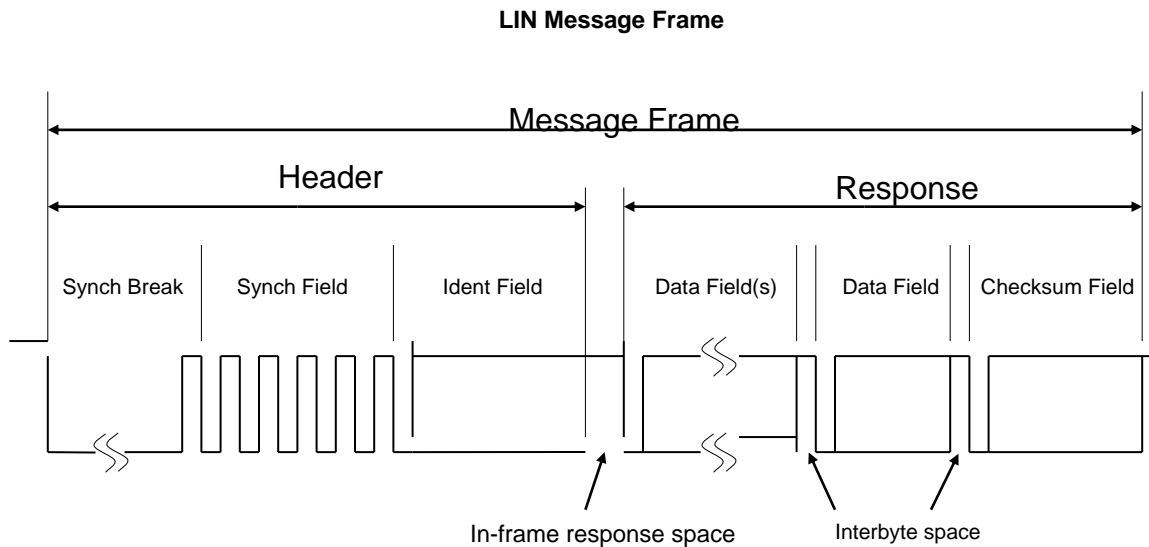 LIN Message Frame
Message Frame
Header
Response
Synch Break
Synch Field
Ident Field
Data Field(s)
Data Field
Checksum Field
In-frame response space
Interbyte space